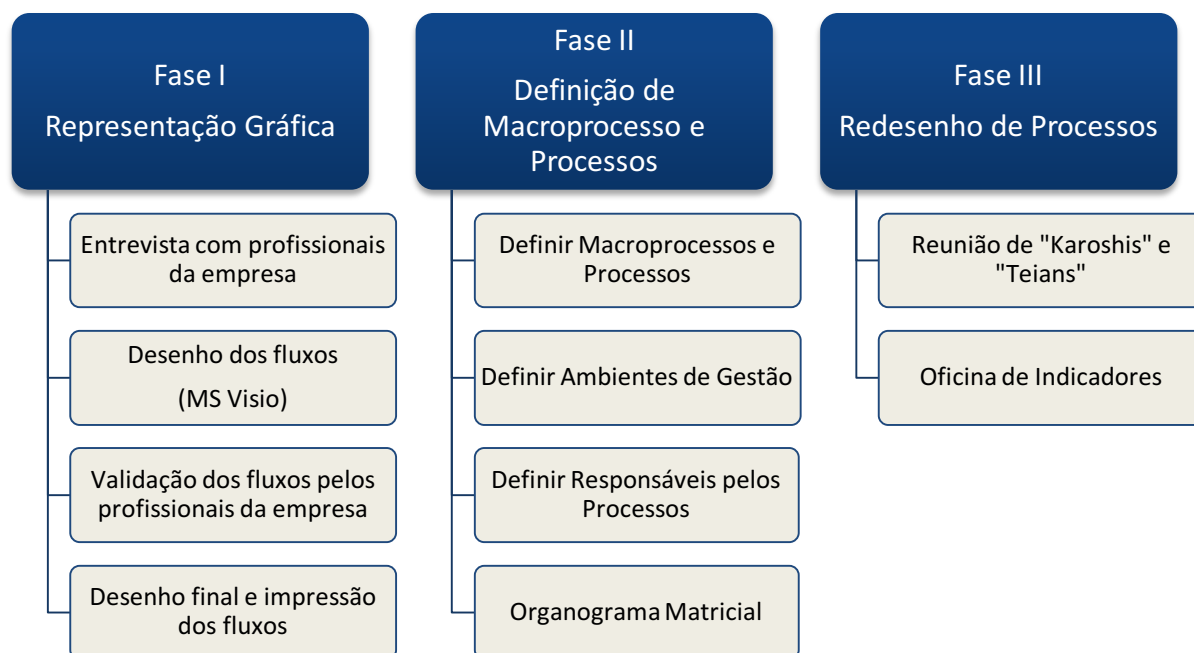 Fase I
Representação Gráfica
Entrevista com profissionais
da empresa
Desenho dos fluxos
(MS Visio)
Validação dos fluxos pelos
profissionais da empresa
Desenho final e impressão
dos fluxos
Fase II
Definição de
Macroprocesso e
Processos
Definir Macroprocessos e
Processos
Definir Ambientes de Gestão
Definir Responsáveis pelos
Processos
Organograma Matricial
Fase III
Redesenho de Processos
Reunião de "Karoshis" e
"Teians"
Oficina de Indicadores